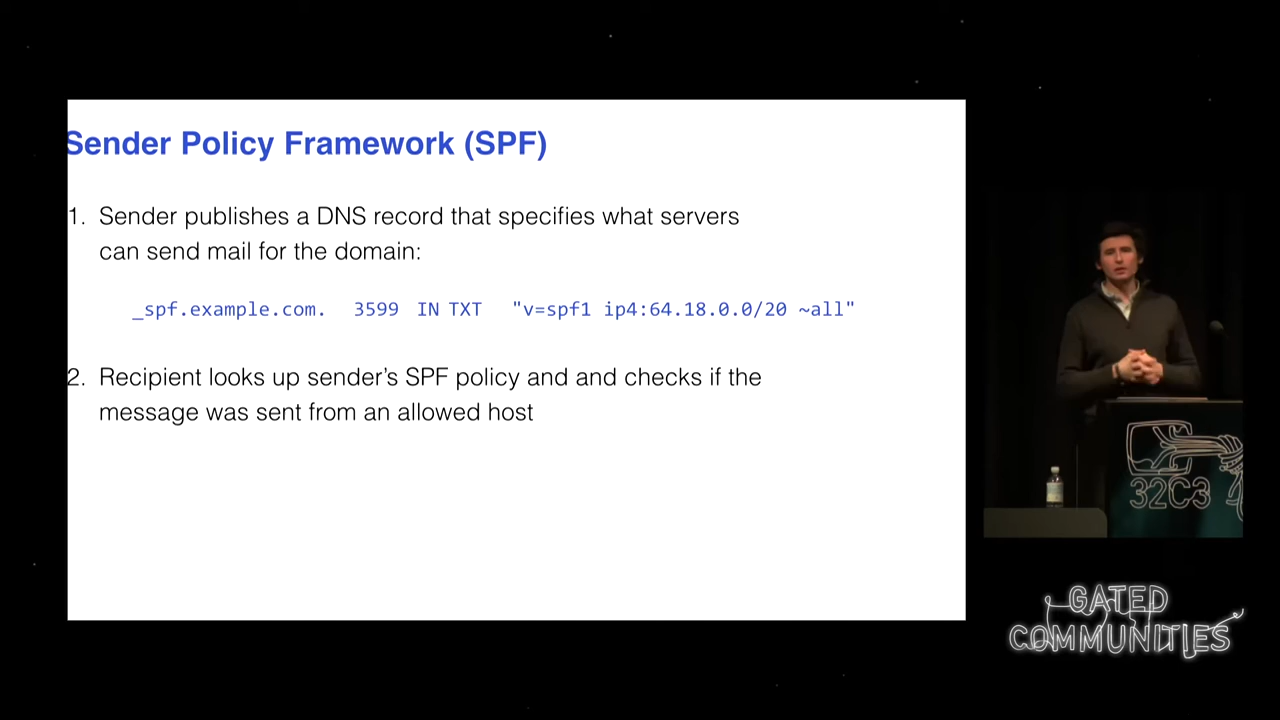 Sender Policy Framework (SPF)
1. Sender publishes a DNS record that specifies what servers
can send mail for the domain:
_spf.example.com. 3599 IN TXT "v=spf1 ip4:64.18.0.0/20 ~all"
2. Recipient looks up sender's SPF policy and and checks if the
message was sent from an allowed host
32C3
GATED
COMMUNITIES